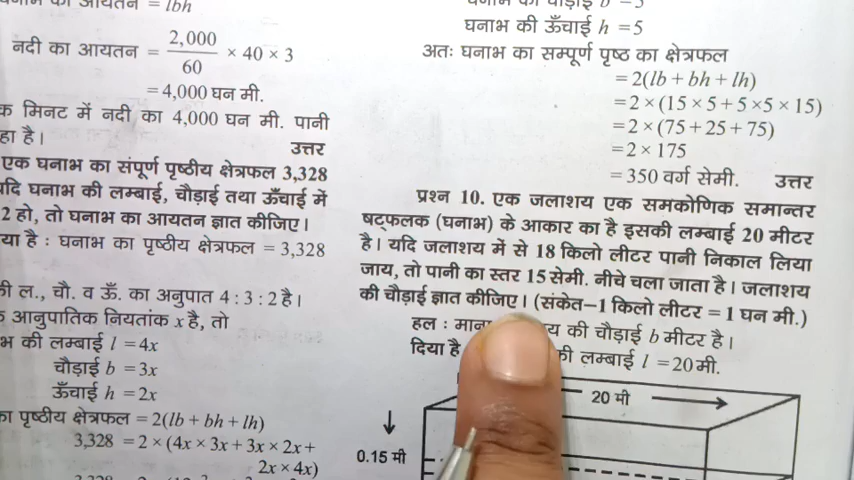 = lbh
नदी का आयतन = 2,000/60 × 40 × 3
= 4,000 घन मी.
क मिनट में नदी का 4,000 घन मी. पानी
हा है।
उत्तर
एक घनाभ का संपूर्ण पृष्ठीय क्षेत्रफल 3,328
यदि घनाभ की लम्बाई, चौड़ाई तथा ऊँचाई में
2 हो, तो घनाभ का आयतन ज्ञात कीजिए।
या है : घनाभ का पृष्ठीय क्षेत्रफल = 3,328
की ल., चौ. व ऊँ. का अनुपात 4 : 3 : 2 है।
आनुपातिक नियतांक x है, तो
भ की लम्बाई l = 4x
चौड़ाई b = 3x
ऊँचाई h = 2x
का पृष्ठीय क्षेत्रफल = 2(lb + bh + lh)
3,328 = 2 × (4x × 3x + 3x × 2x +
2x × 4x)
घनाभ की ऊँचाई h = 5
अतः घनाभ का सम्पूर्ण पृष्ठ का क्षेत्रफल
= 2(lb + bh + lh)
= 2 × (15 × 5 + 5 × 5 × 15)
= 2 × (75 + 25 + 75)
= 2 × 175
= 350 वर्ग सेमी. उत्तर
प्रश्न 10. एक जलाशय एक समकोणिक समान्तर
षट्फलक (घनाभ) के आकार का है इसकी लम्बाई 20 मीटर
है। यदि जलाशय में से 18 किलो लीटर पानी निकाल लिया
जाय, तो पानी का स्तर 15 सेमी. नीचे चला जाता है। जलाशय
की चौड़ाई ज्ञात कीजिए। (संकेत–1 किलो लीटर = 1 घन मी.)
हल : य की चौड़ाई b मीटर है।
दिया है की लम्बाई l = 20 मी.
20 मी
0.15 मी